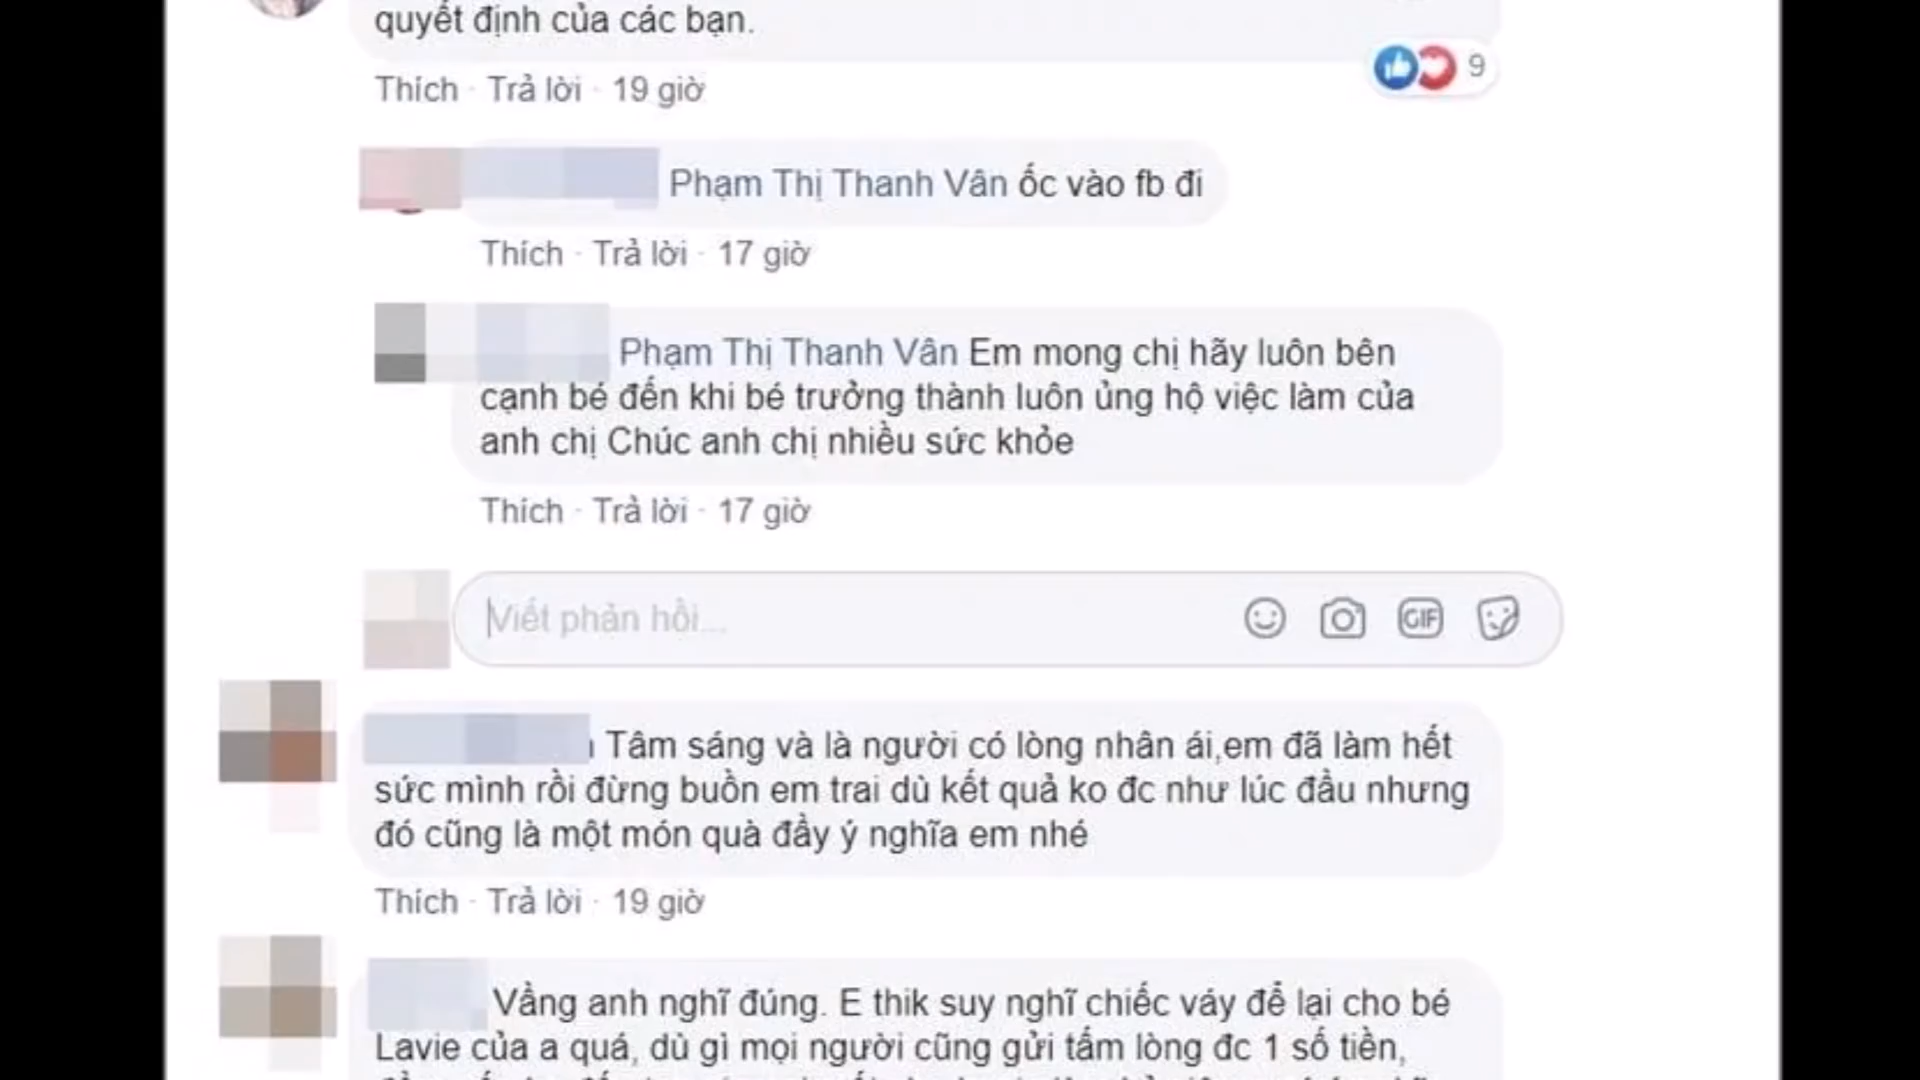 quyết định của các bạn.
Thích · Trả lời · 19 giờ
9
Phạm Thị Thanh Vân ốc vào fb đi
Thích · Trả lời · 17 giờ
Phạm Thị Thanh Vân Em mong chị hãy luôn bên
cạnh bé đến khi bé trưởng thành luôn ủng hộ việc làm của
anh chị Chúc anh chị nhiều sức khỏe
Thích · Trả lời · 17 giờ
Viết phản hồi...
GIF
Tâm sáng và là người có lòng nhân ái,em đã làm hết
sức mình rồi đừng buồn em trai dù kết quả ko đc như lúc đầu nhưng
đó cũng là một món quà đầy ý nghĩa em nhé
Thích · Trả lời · 19 giờ
Vầng anh nghĩ đúng. E thik suy nghĩ chiếc váy để lại cho bé
Lavie của a quá, dù gì mọi người cũng gửi tấm lòng đc 1 số tiền,